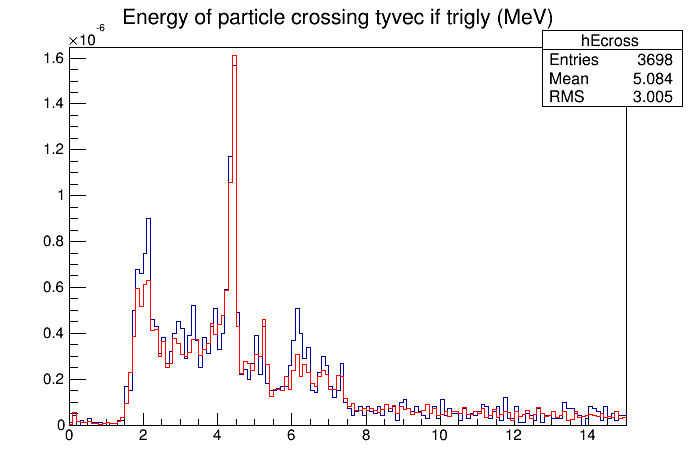 Energy of particle crossing tyvec if trigly (MeV)
×10^-6
hEcross
Entries 3698
Mean 5.084
RMS 3.005
1.6
1.4
1.2
1
0.8
0.6
0.4
0.2
0
0 2 4 6 8 10 12 14